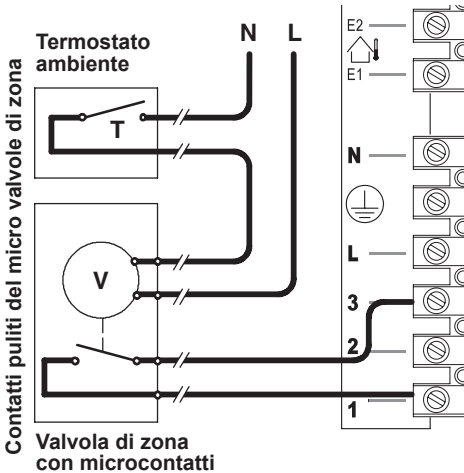 Termostato
ambiente
N L
T
Contatti puliti del micro valvole di zona
V
Valvola di zona
con microcontatti
E2
E1
N
L
3
2
1